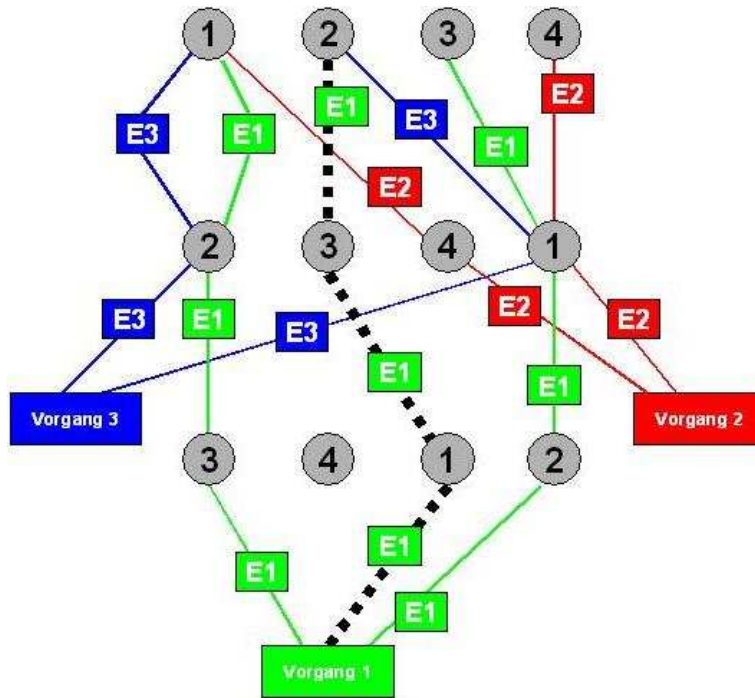 1 2 3 4
E3 E1 E1 E3 E1 E2
E2
2 3 4 1
E3 E1 E3 E2 E2
E1 E1
Vorgang 3 Vorgang 2
3 4 1 2
E1 E1
E1
Vorgang 1